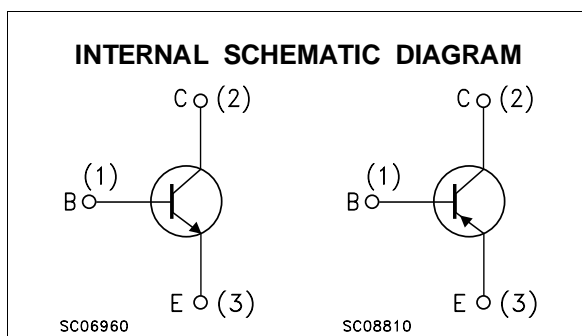 INTERNAL SCHEMATIC DIAGRAM
C (2)
C (2)
(1)
(1)
B
B
E (3)
E (3)
SC06960
SC08810